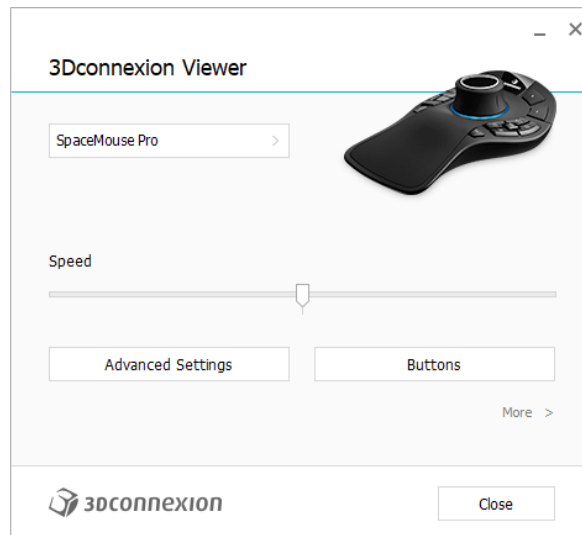 3Dconnexion Viewer
SpaceMouse Pro
Speed
Advanced Settings
Buttons
More >
3Dconnexion
Close